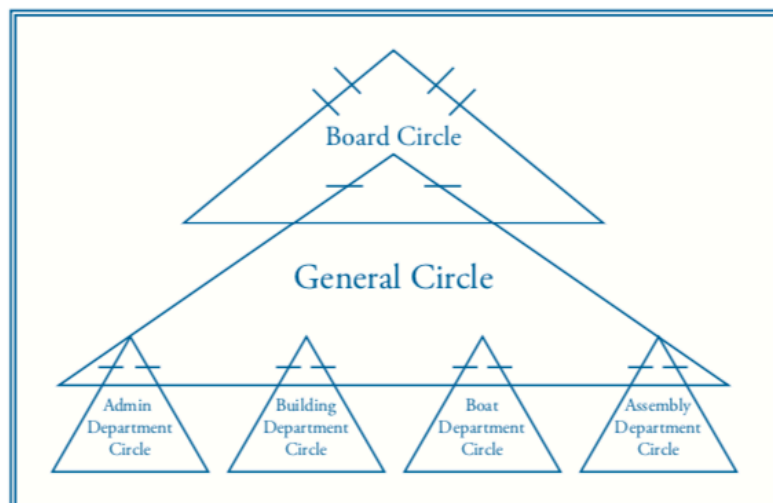 Board Circle
General Circle
Admin
Department
Circle
Building
Department
Circle
Boat
Department
Circle
Assembly
Department
Circle